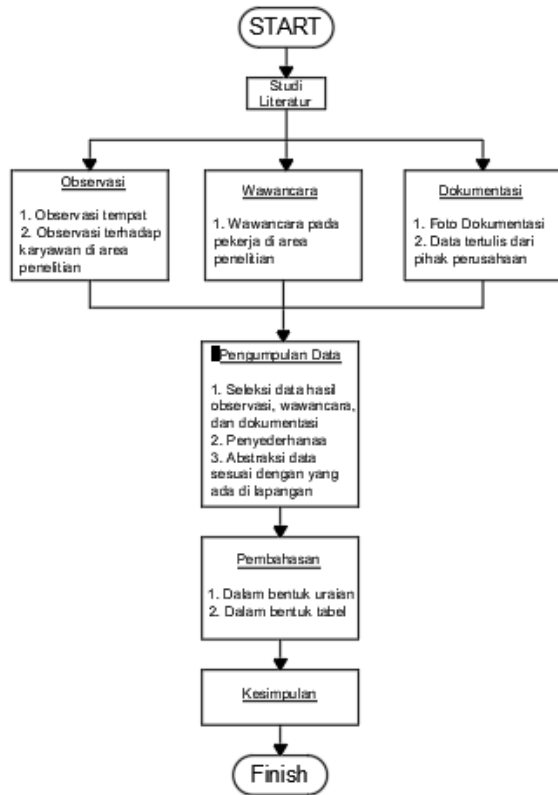 START
Studi
Literatur
Observasi
1. Observasi tempat
2. Observasi terhadap
karyawan di area
penelitian
Wawancara
1. Wawancara pada
pekerja di area
penelitian
Dokumentasi
1. Foto Dokumentasi
2. Data tertulis dari
pihak perusahaan
Pengumpulan Data
1. Seleksi data hasil
observasi, wawancara,
dan dokumentasi
2. Penyederhanaa
3. Abstraksi data
sesuai dengan yang
ada di lapangan
Pembahasan
1. Dalam bentuk uraian
2. Dalam bentuk tabel
Kesimpulan
Finish